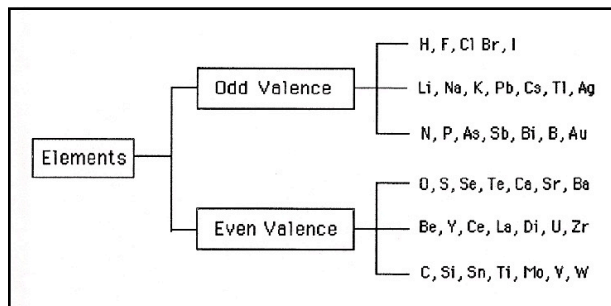 H, F, Cl Br, I
Odd Valence
Li, Na, K, Pb, Cs, Tl, Ag
N, P, As, Sb, Bi, B, Au
Elements
O, S, Se, Te, Ca, Sr, Ba
Even Valence
Be, Y, Ce, La, Di, U, Zr
C, Si, Sn, Ti, Mo, V, W